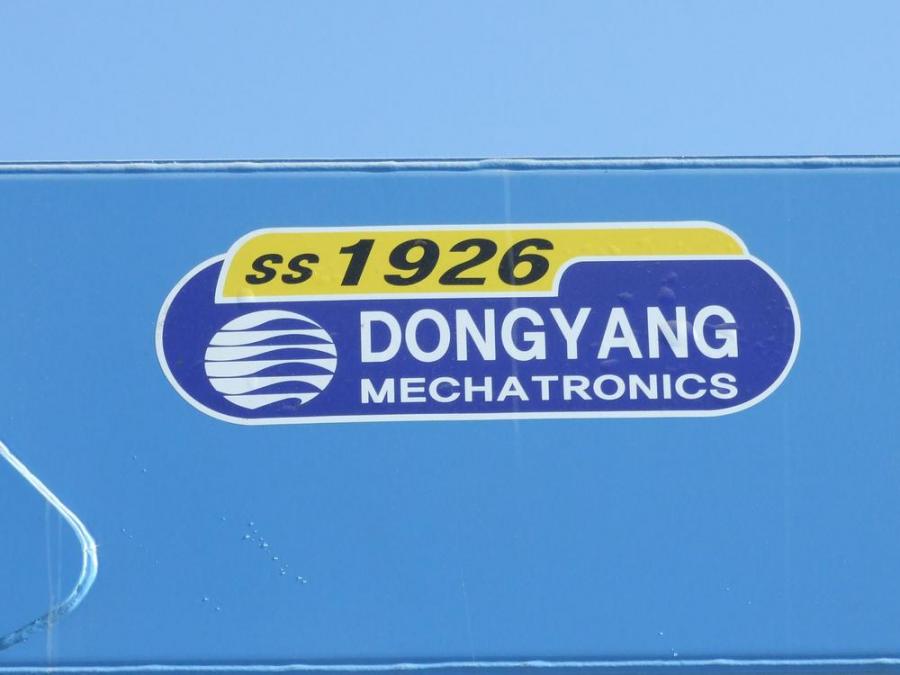 SS 1926
DONGYANG
MECHATRONICS